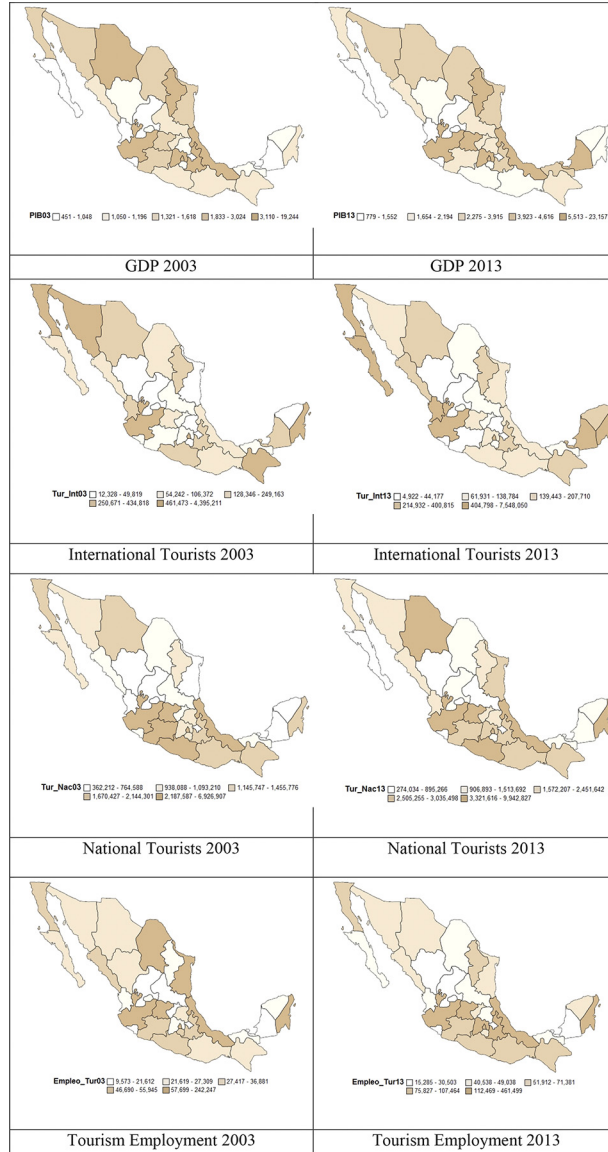 PIB03 451 - 1,048 1,050 - 1,196 1,321 - 1,618 1,833 - 3,024 3,110 - 19,244
PIB13 779 - 1,552 1,654 - 2,194 2,275 - 3,915 3,923 - 4,616 5,513 - 23,157
GDP 2003
GDP 2013
Tur_Int03 12,328 - 49,819 54,242 - 106,372 128,346 - 249,163
250,671 - 434,818 461,473 - 4,395,211
Tur_Int13 4,922 - 44,177 61,931 - 138,784 139,443 - 207,710
214,932 - 400,815 404,798 - 7,548,050
International Tourists 2003
International Tourists 2013
Tur_Nac03 362,212 - 764,588 938,088 - 1,093,210 1,145,747 - 1,455,776
1,670,427 - 2,144,301 2,187,587 - 6,926,907
Tur_Nac13 274,034 - 895,266 906,893 - 1,513,692 1,572,207 - 2,451,642
2,505,255 - 3,035,498 3,321,616 - 9,942,827
National Tourists 2003
National Tourists 2013
Empleo_Tur03 9,573 - 21,612 21,619 - 27,309 27,417 - 36,881
46,690 - 55,945 57,699 - 242,247
Empleo_Tur13 15,285 - 30,503 40,538 - 49,038 51,912 - 71,301
75,827 - 107,464 112,469 - 461,499
Tourism Employment 2003
Tourism Employment 2013